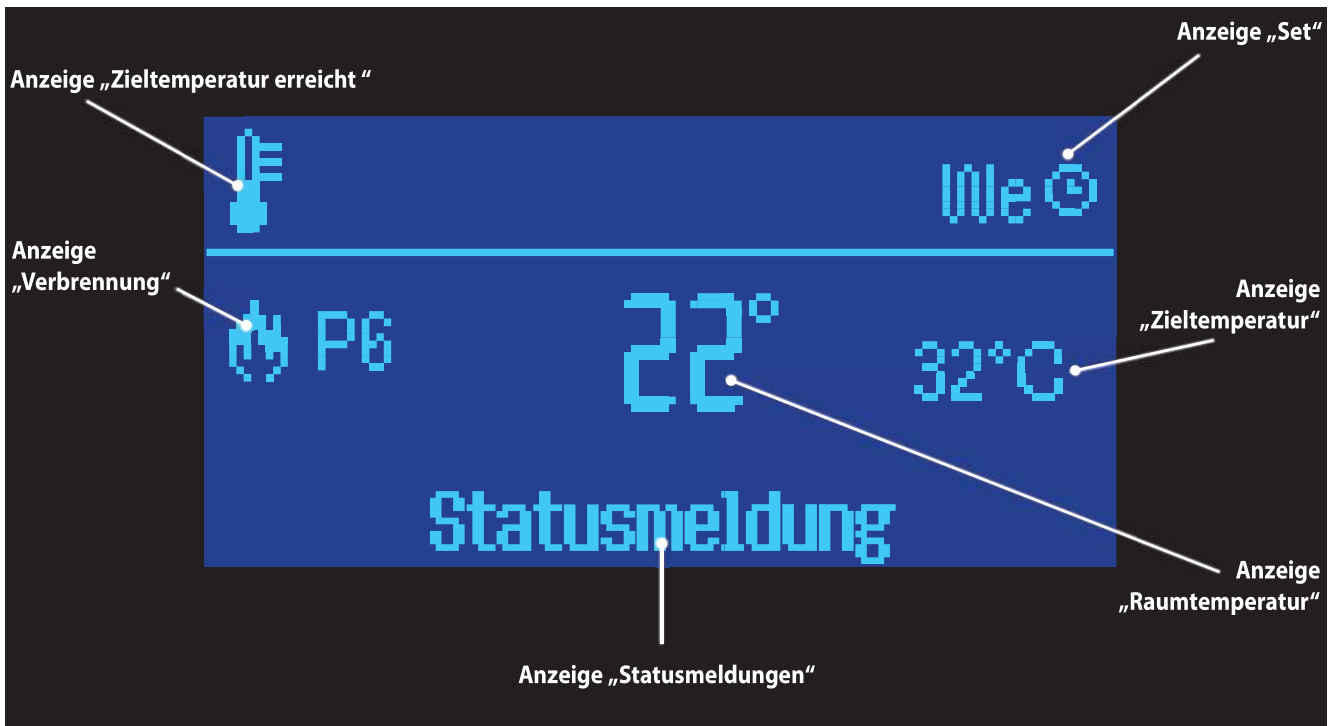 Anzeige „Set“
Anzeige „Zieltemperatur erreicht “
We
Anzeige
„Verbrennung“
P6
22°
32°C
Anzeige
„Zieltemperatur“
Statusmeldung
Anzeige
„Raumtemperatur“
Anzeige „Statusmeldungen“